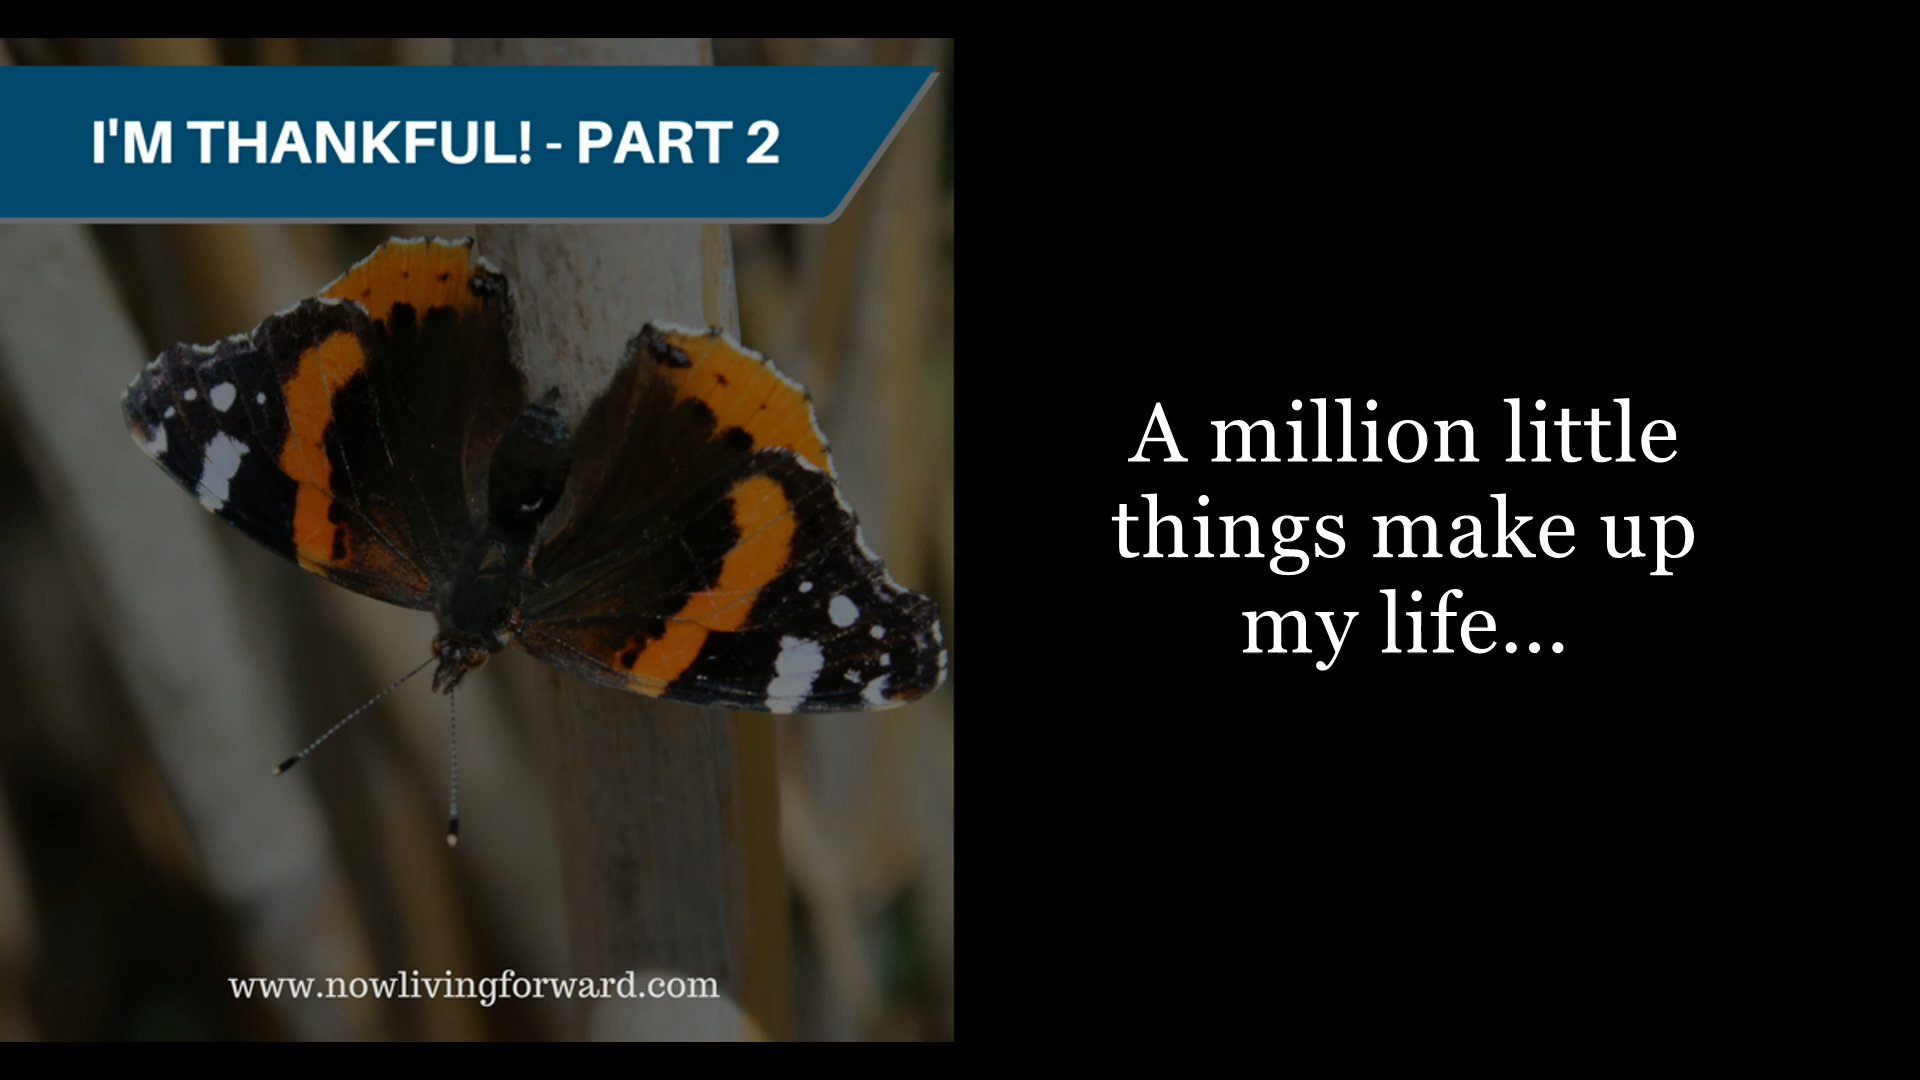 I'M THANKFUL! - PART 2
www.nowlivingforward.com
A million little
things make up
my life...